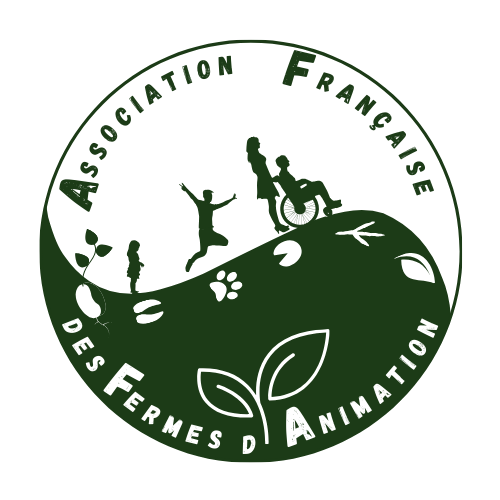 Association Française
des Fermes d Animation